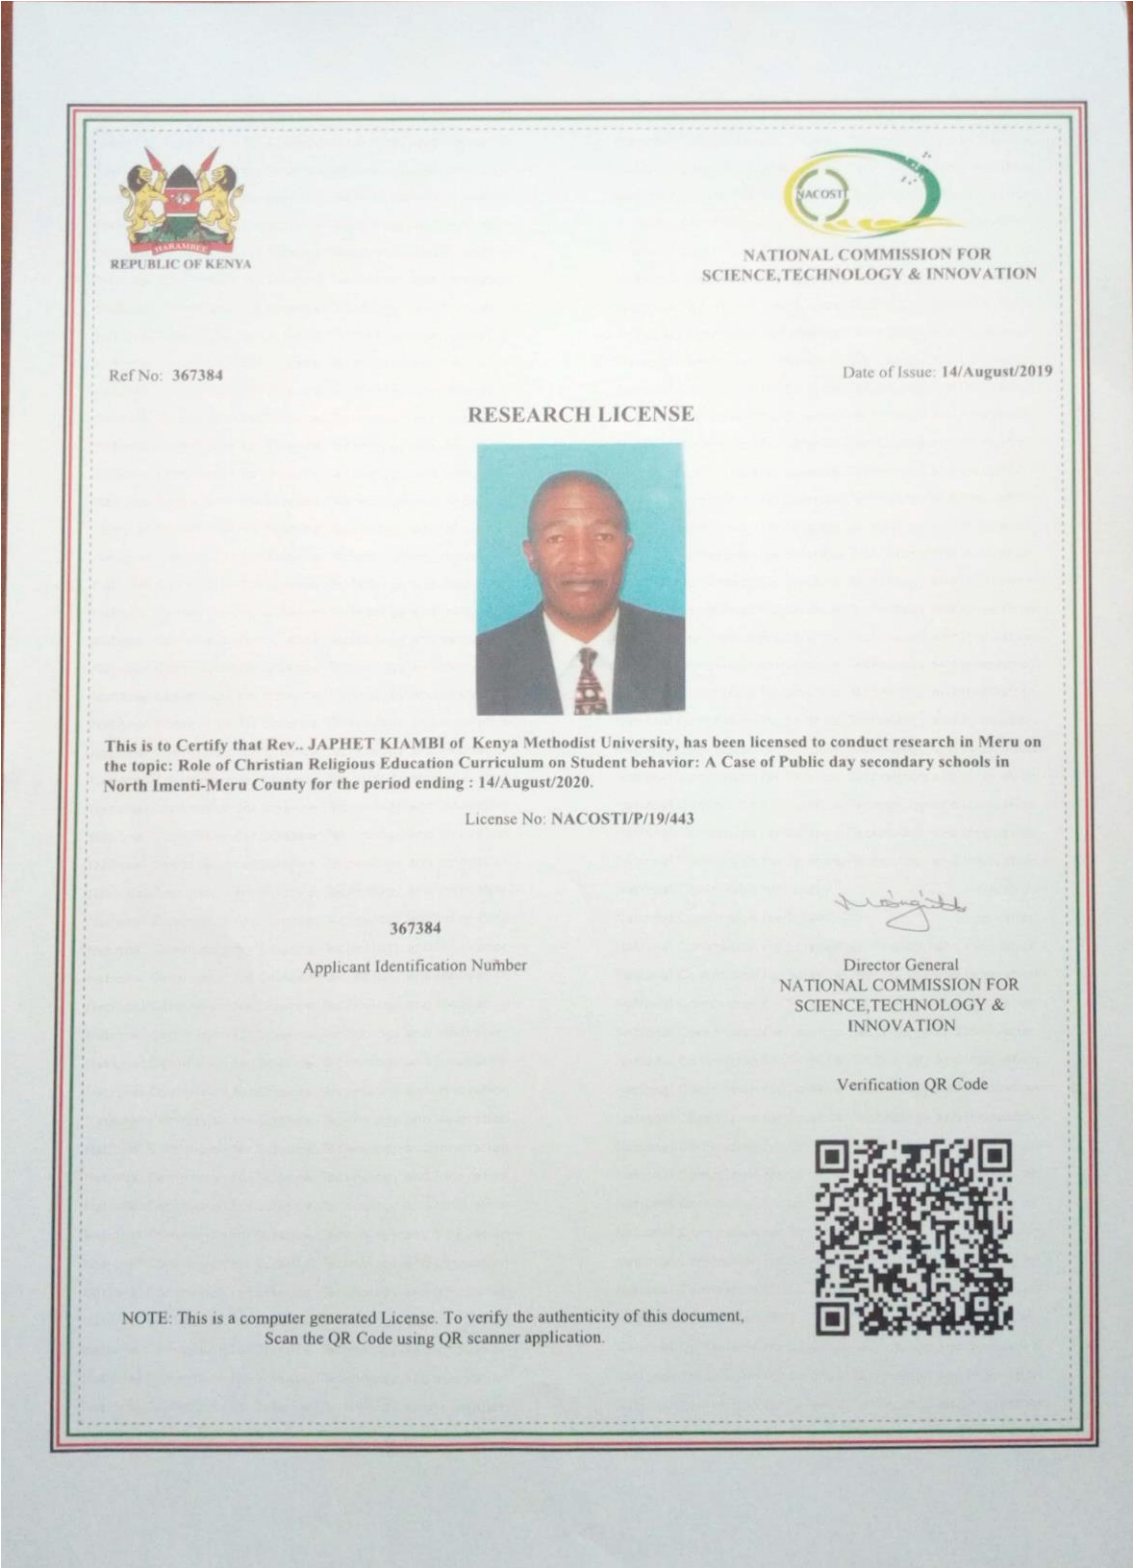 HARAMBEE
REPUBLIC OF KENYA
NACOSTI
NATIONAL COMMISSION FOR
SCIENCE,TECHNOLOGY & INNOVATION
Ref No: 367384
Date of Issue: 14/August/2019
RESEARCH LICENSE
This is to Certify that Rev.. JAPHET KIAMBI of Kenya Methodist University, has been licensed to conduct research in Meru on
the topic: Role of Christian Religious Education Curriculum on Student behavior: A Case of Public day secondary schools in
North Imenti-Meru County for the period ending : 14/August/2020.
License No: NACOSTI/P/19/443
367384
Applicant Identification Number
Director General
NATIONAL COMMISSION FOR
SCIENCE,TECHNOLOGY &
INNOVATION
Verification QR Code
NOTE: This is a computer generated License. To verify the authenticity of this document,
Scan the QR Code using QR scanner application.